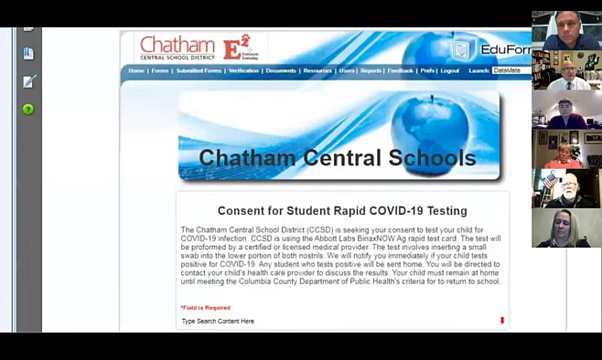 Chatham
CENTRAL SCHOOL DISTRICT
E²
Everyone
Everyday
EduForm
Home | Forms | Submitted Forms | Verification | Documents | Resources | Users | Reports | Feedback | Prefs | Logout Launch: DataMate
Chatham Central Schools
Consent for Student Rapid COVID-19 Testing
The Chatham Central School District (CCSD) is seeking your consent to test your child for
COVID-19 infection. CCSD is using the Abbott Labs BinaxNOW Ag rapid test card. The test will
be proformed by a certified or licensed medical provider. The test involves inserting a small
swab into the lower portion of both nostrils. We will notify you immediately if your child tests
positive for COVID-19. Any student who tests positive will be sent home. You will be directed to
contact your child's health care provider to discuss the results. Your child must remain at home
until meeting the Columbia County Department of Public Health's criteria for to return to school.
*Field is Required
Type Search Content Here